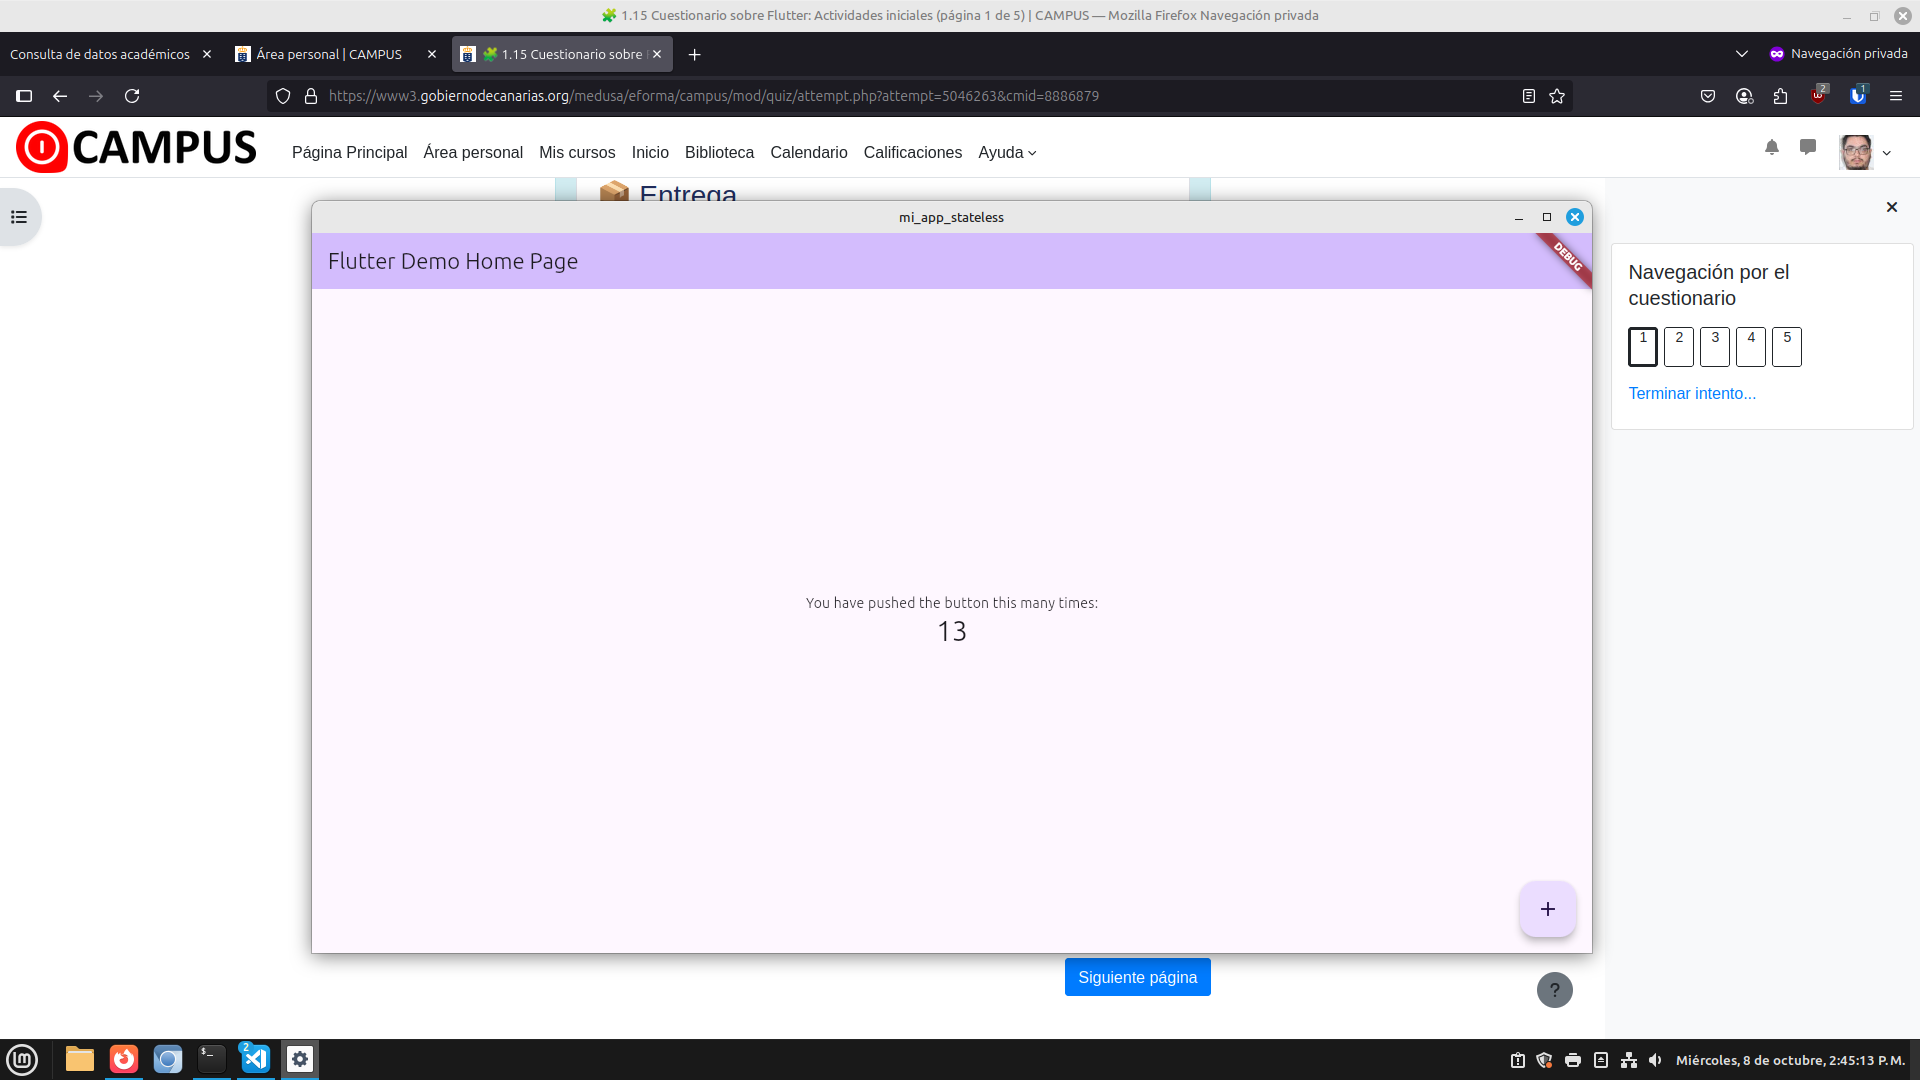 🧩 1.15 Cuestionario sobre Flutter: Actividades iniciales (página 1 de 5) | CAMPUS — Mozilla Firefox Navegación privada
Consulta de datos académicos
Área personal | CAMPUS
🧩 1.15 Cuestionario sobre
Navegación privada
https://www3.gobiernodecanarias.org/medusa/eforma/campus/mod/quiz/attempt.php?attempt=5046263&cmid=8886879
2
1
CAMPUS
Página Principal
Área personal
Mis cursos
Inicio
Biblioteca
Calendario
Calificaciones
Ayuda
📦 Entrega
mi_app_stateless
Flutter Demo Home Page
DEBUG
You have pushed the button this many times:
13
+
Navegación por el
cuestionario
1 2 3 4 5
Terminar intento...
Siguiente página
?
2
Miércoles, 8 de octubre, 2:45:13 P.M.